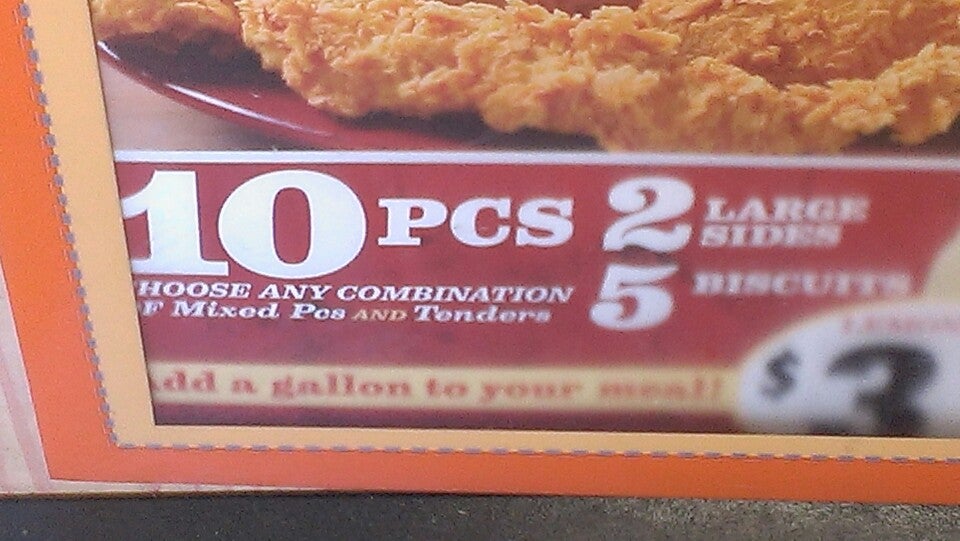 10 PCS
HOOSE ANY COMBINATION
F Mixed Pcs AND Tenders
2 LARGE SIDES
5 BISCUITS
dd a gallon to your meal!
$3